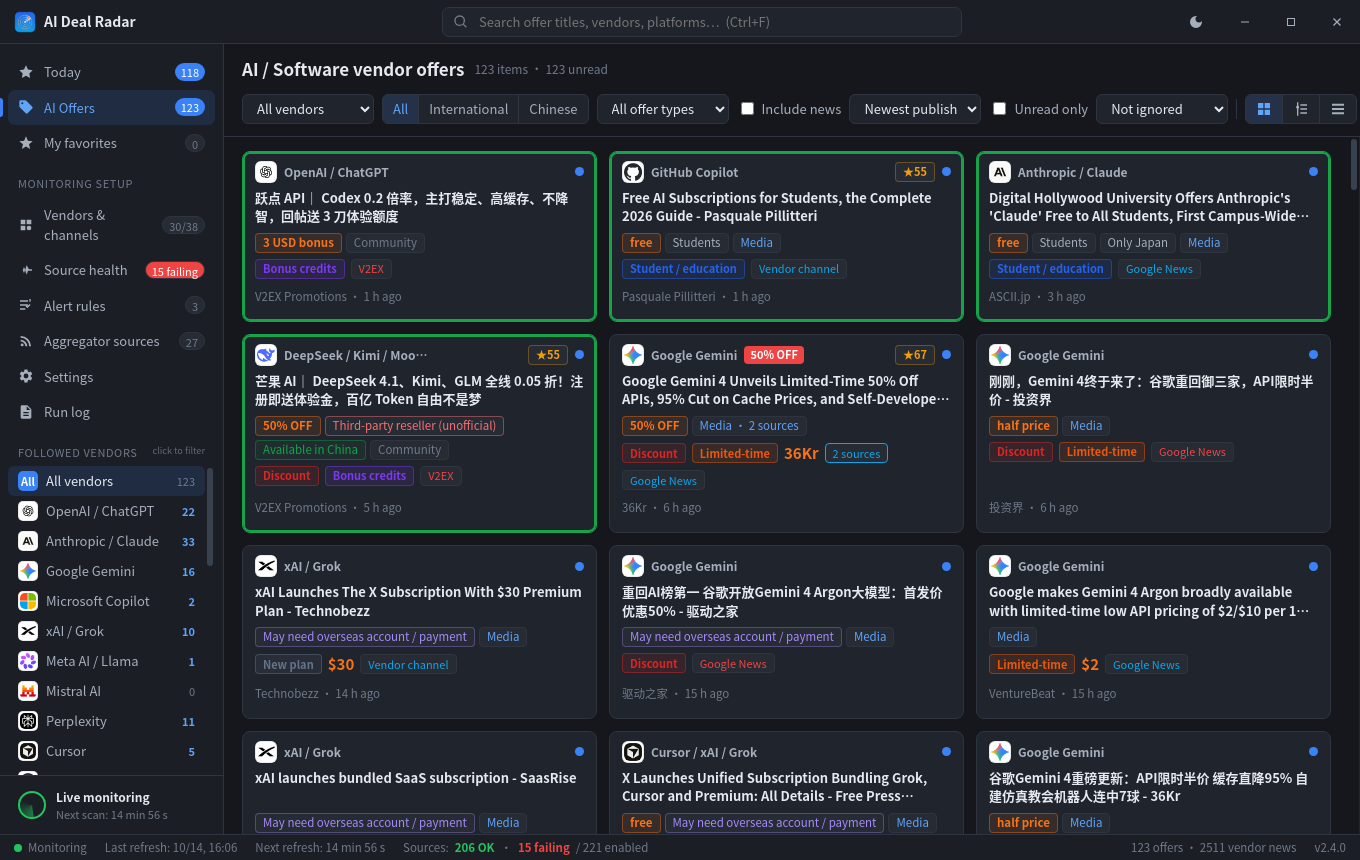 AI Deal Radar
Search offer titles, vendors, platforms… (Ctrl+F)
Today 118
AI Offers 123
My favorites 0
MONITORING SETUP
Vendors & channels 30/38
Source health 15 failing
Alert rules 3
Aggregator sources 27
Settings
Run log
FOLLOWED VENDORS click to filter
All All vendors 123
OpenAI / ChatGPT 22
Anthropic / Claude 33
Google Gemini 16
Microsoft Copilot 2
xAI / Grok 10
Meta AI / Llama 1
Mistral AI 0
Perplexity 11
Cursor 5
Live monitoring
Next scan: 14 min 56 s
AI / Software vendor offers 123 items · 123 unread
All vendors All International Chinese All offer types Include news Newest publish Unread only Not ignored
OpenAI / ChatGPT
跃点 API｜ Codex 0.2 倍率，主打稳定、高缓存、不降
智，回帖送 3 刀体验额度
3 USD bonus Community
Bonus credits V2EX
V2EX Promotions · 1 h ago
GitHub Copilot ★55
Free AI Subscriptions for Students, the Complete
2026 Guide - Pasquale Pillitteri
free Students Media
Student / education Vendor channel
Pasquale Pillitteri · 1 h ago
Anthropic / Claude
Digital Hollywood University Offers Anthropic's
'Claude' Free to All Students, First Campus-Wide…
free Students Only Japan Media
Student / education Google News
ASCII.jp · 3 h ago
DeepSeek / Kimi / Moo… ★55
芒果 AI｜ DeepSeek 4.1、Kimi、GLM 全线 0.05 折！注
册即送体验金，百亿 Token 自由不是梦
50% OFF Third-party reseller (unofficial)
Available in China Community
Discount Bonus credits V2EX
V2EX Promotions · 5 h ago
Google Gemini 50% OFF ★67
Google Gemini 4 Unveils Limited-Time 50% Off
APIs, 95% Cut on Cache Prices, and Self-Develope…
50% OFF Media · 2 sources
Discount Limited-time 36Kr 2 sources
Google News
36Kr · 6 h ago
Google Gemini
刚刚，Gemini 4终于来了：谷歌重回御三家，API限时半
价 - 投资界
half price Media
Discount Limited-time Google News
投资界 · 6 h ago
xAI / Grok
xAI Launches The X Subscription With $30 Premium
Plan - Technobezz
May need overseas account / payment Media
New plan $30 Vendor channel
Technobezz · 14 h ago
Google Gemini
重回AI榜第一 谷歌开放Gemini 4 Argon大模型：首发价
优惠50% - 驱动之家
May need overseas account / payment Media
Discount Google News
驱动之家 · 15 h ago
Google Gemini
Google makes Gemini 4 Argon broadly available
with limited-time low API pricing of $2/$10 per 1…
Media
Limited-time $2 Google News
VentureBeat · 15 h ago
xAI / Grok
xAI launches bundled SaaS subscription - SaasRise
May need overseas account / payment Media
Cursor / xAI / Grok
X Launches Unified Subscription Bundling Grok,
Cursor and Premium: All Details - Free Press…
free May need overseas account / payment Media
Google Gemini
谷歌Gemini 4重磅更新：API限时半价 缓存直降95% 自
建仿真教会机器人连中7球 - 36Kr
half price Media
Monitoring Last refresh: 10/14, 16:06 Next refresh: 14 min 56 s Sources: 206 OK · 15 failing / 221 enabled 123 offers · 2511 vendor news v2.4.0